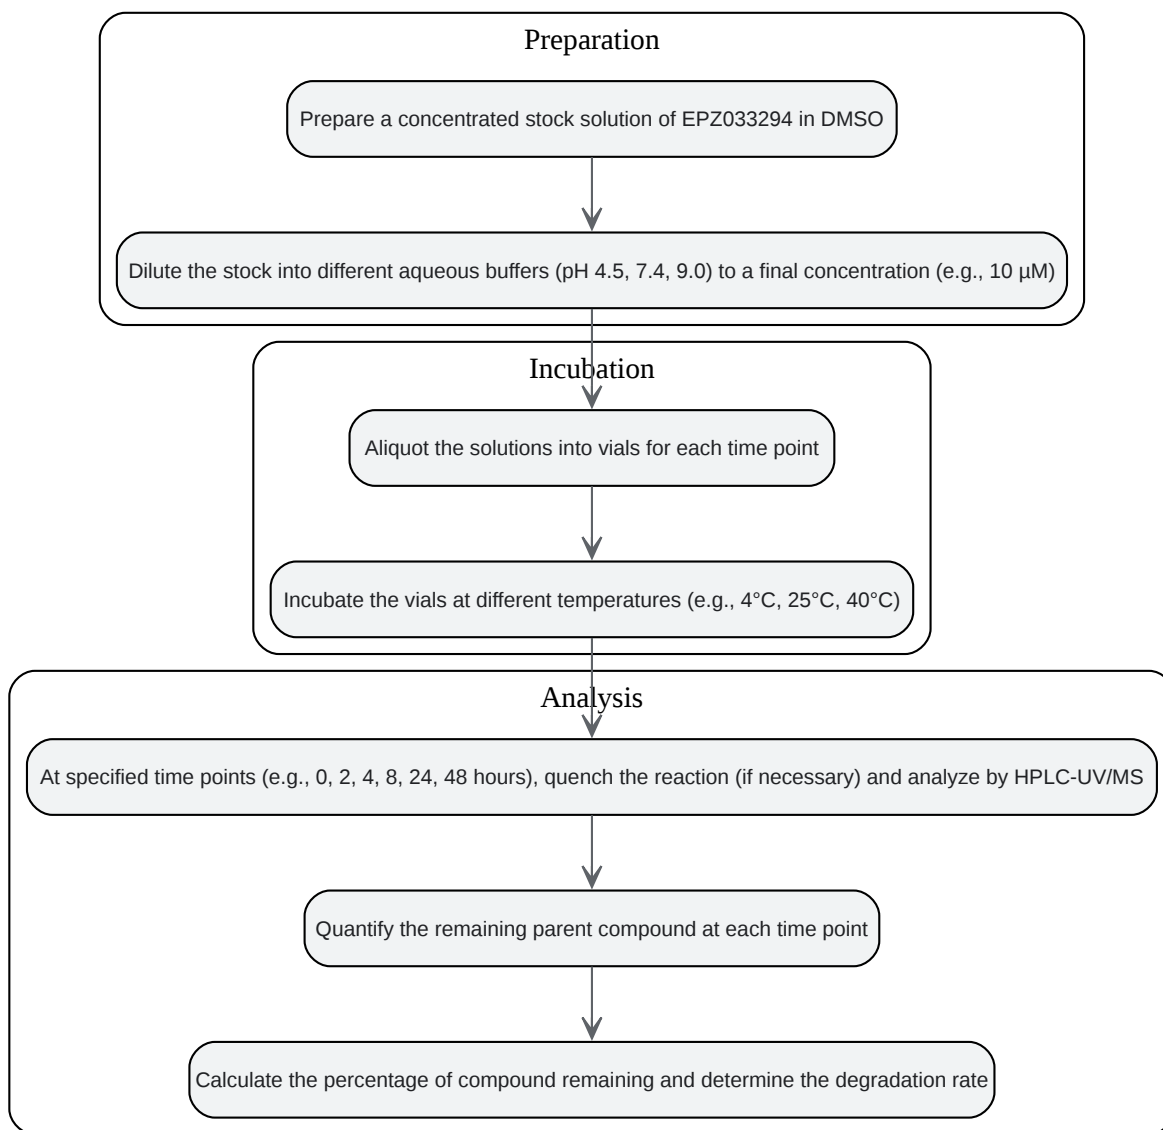 Preparation
Prepare a concentrated stock solution of EPZ033294 in DMSO
Dilute the stock into different aqueous buffers (pH 4.5, 7.4, 9.0) to a final concentration (e.g., 10 µM)
Incubation
Aliquot the solutions into vials for each time point
Incubate the vials at different temperatures (e.g., 4°C, 25°C, 40°C)
Analysis
At specified time points (e.g., 0, 2, 4, 8, 24, 48 hours), quench the reaction (if necessary) and analyze by HPLC-UV/MS
Quantify the remaining parent compound at each time point
Calculate the percentage of compound remaining and determine the degradation rate